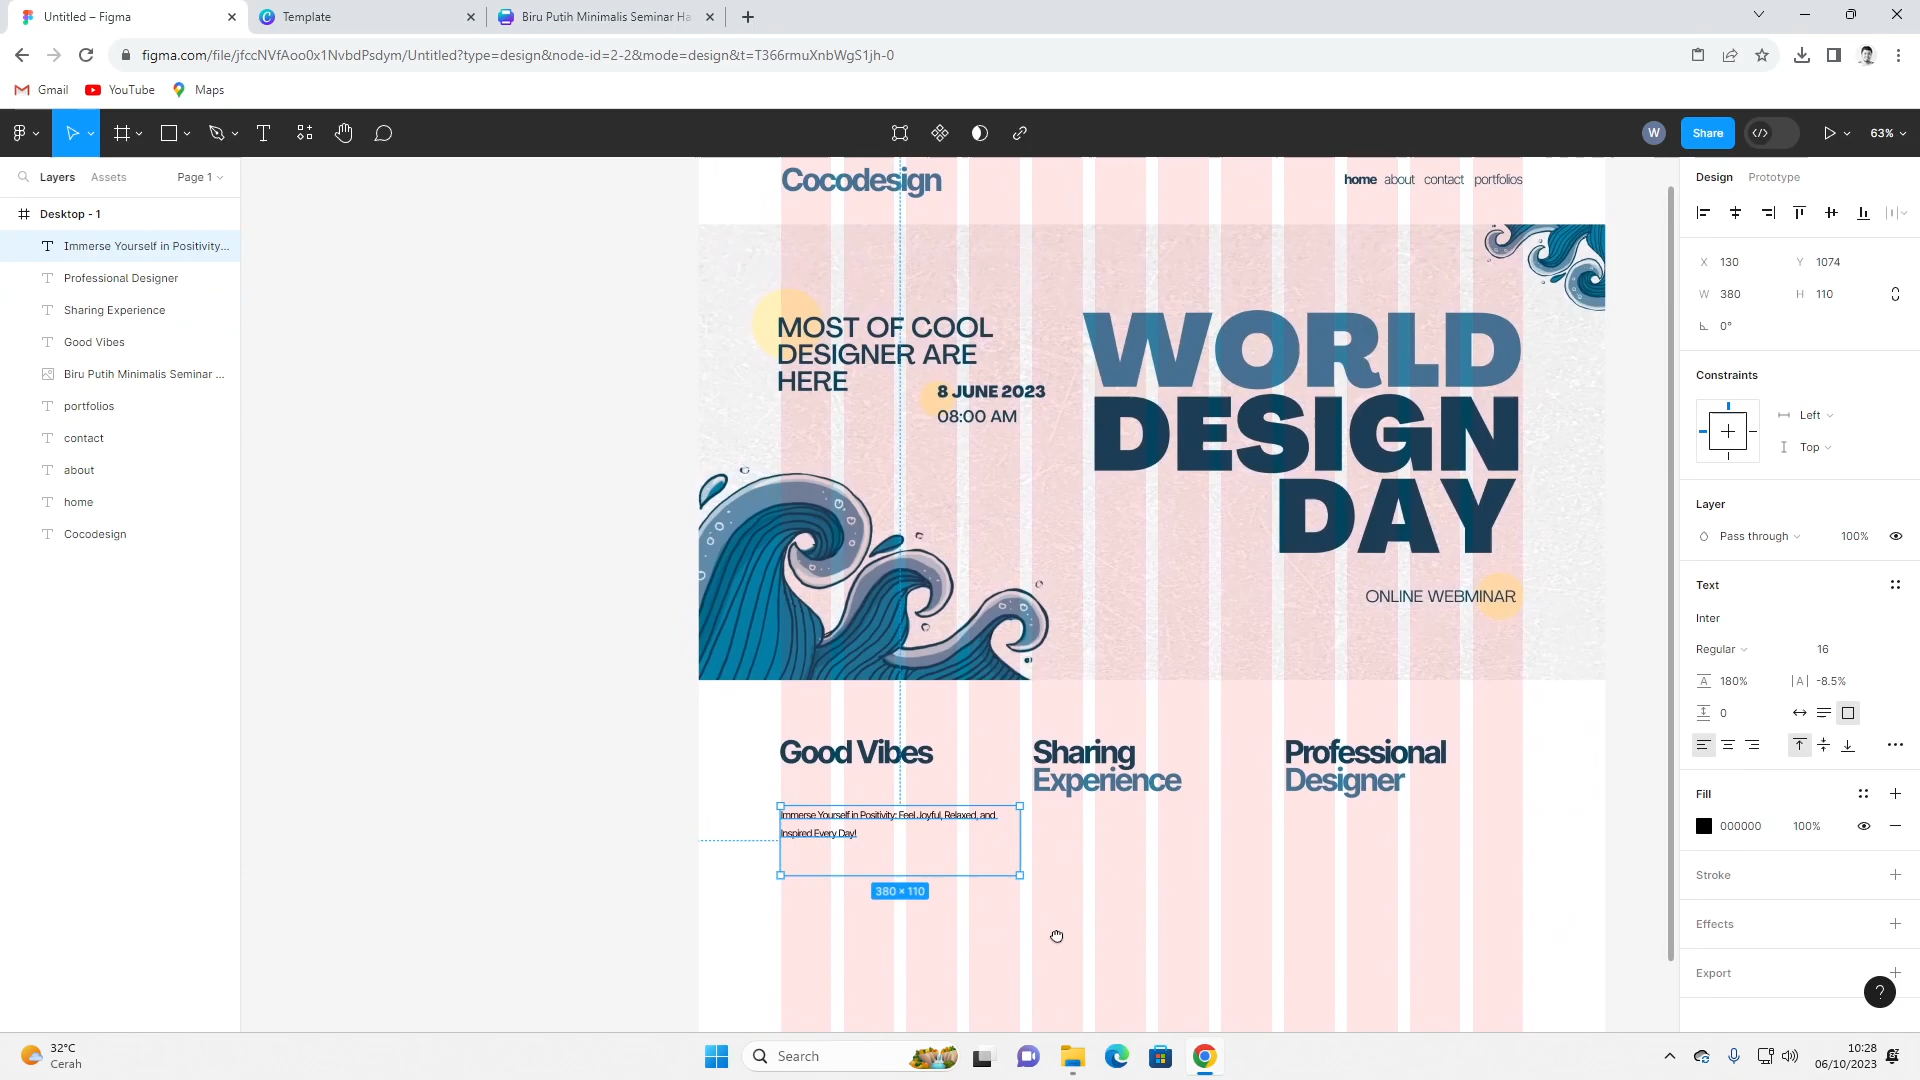 Untitled – Figma
Template
Biru Putih Minimalis Seminar Ha
figma.com/file/jfccNVfAoo0x1NvbdPsdym/Untitled?type=design&node-id=2-2&mode=design&t=T366rmuXnbWgS1jh-0
Gmail
YouTube
Maps
W
Share
63%
Layers
Assets
Page 1
Desktop - 1
Immerse Yourself in Positivity...
Professional Designer
Sharing Experience
Good Vibes
Biru Putih Minimalis Seminar ...
portfolios
contact
about
home
Cocodesign
Cocodesign
home about contact portfolios
MOST OF COOL
DESIGNER ARE
HERE
8 JUNE 2023
08:00 AM
WORLD
DESIGN
DAY
ONLINE WEBMINAR
Good Vibes
Sharing
Experience
Professional
Designer
Immerse Yourself in Positivity: Feel Joyful, Relaxed, and
Inspired Every Day!
380 × 110
Design
Prototype
X 130
Y 1074
W 380
H 110
0°
Constraints
Left
Top
Layer
Pass through
100%
Text
Inter
Regular
16
A 180%
|A| -8.5%
0
Fill
000000
100%
Stroke
Effects
Export
?
32°C
Cerah
Search
10:28
06/10/2023